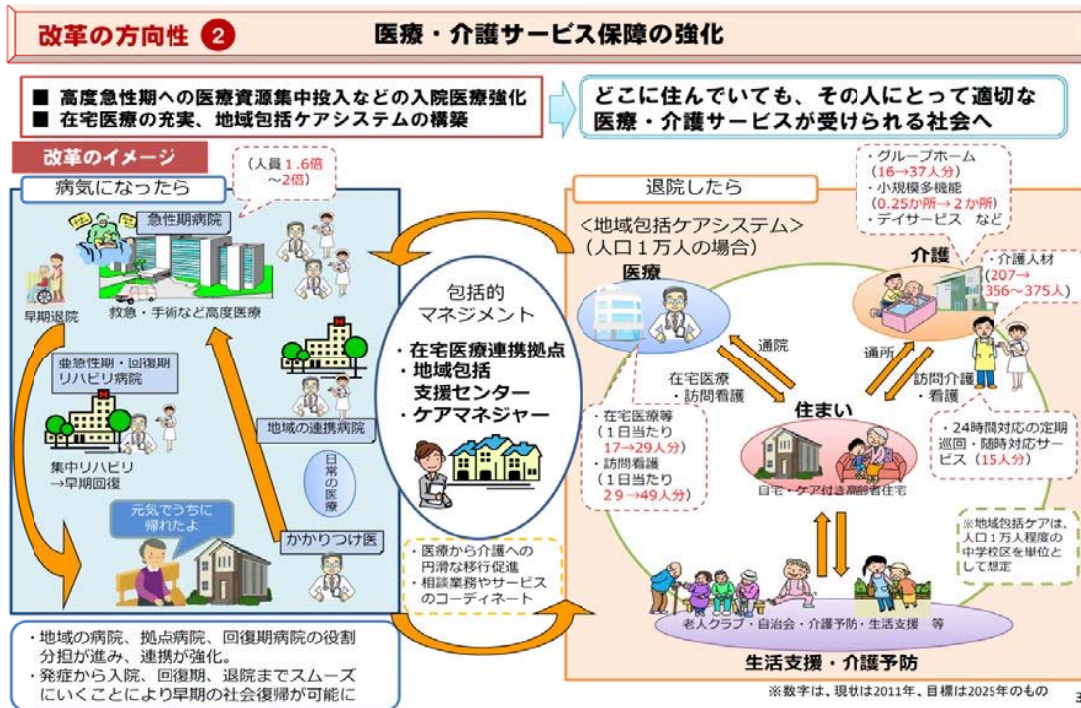 改革の方向性 ❷
医療・介護サービス保障の強化
■ 高度急性期への医療資源集中投入などの入院医療強化
■ 在宅医療の充実、地域包括ケアシステムの構築
どこに住んでいても、その人にとって適切な
医療・介護サービスが受けられる社会へ
改革のイメージ
病気になったら
(人員1.6倍
～2倍)
急性期病院
早期退院
救急・手術など高度医療
亜急性期・回復期
リハビリ病院
地域の連携病院
集中リハビリ
→早期回復
日常の医療
元気でうちに
帰れたよ
かかりつけ医
・地域の病院、拠点病院、回復期病院の役割
分担が進み、連携が強化。
・発症から入院、回復期、退院までスムーズ
にいくことにより早期の社会復帰が可能に
包括的
マネジメント
・在宅医療連携拠点
・地域包括
支援センター
・ケアマネジャー
・医療から介護への
円滑な移行促進
・相談業務やサービス
のコーディネート
退院したら
＜地域包括ケアシステム＞
(人口1万人の場合)
・グループホーム
(16→37人分)
・小規模多機能
(0.25か所→2か所)
・デイサービス など
医療
介護
・介護人材
(207→
356～375人)
通院
通所
在宅医療
・訪問看護
訪問介護
・看護
住まい
・在宅医療等
(1日当たり
17→29人分)
・訪問看護
(1日当たり
29→49人分)
・24時間対応の定期
巡回・随時対応サー
ビス(15人分)
自宅・ケア付き高齢者住宅
※地域包括ケアは、
人口1万人程度の
中学校区を単位と
して想定
老人クラブ・自治会・介護予防・生活支援 等
生活支援・介護予防
※数字は、現状は2011年、目標は2025年のもの
3